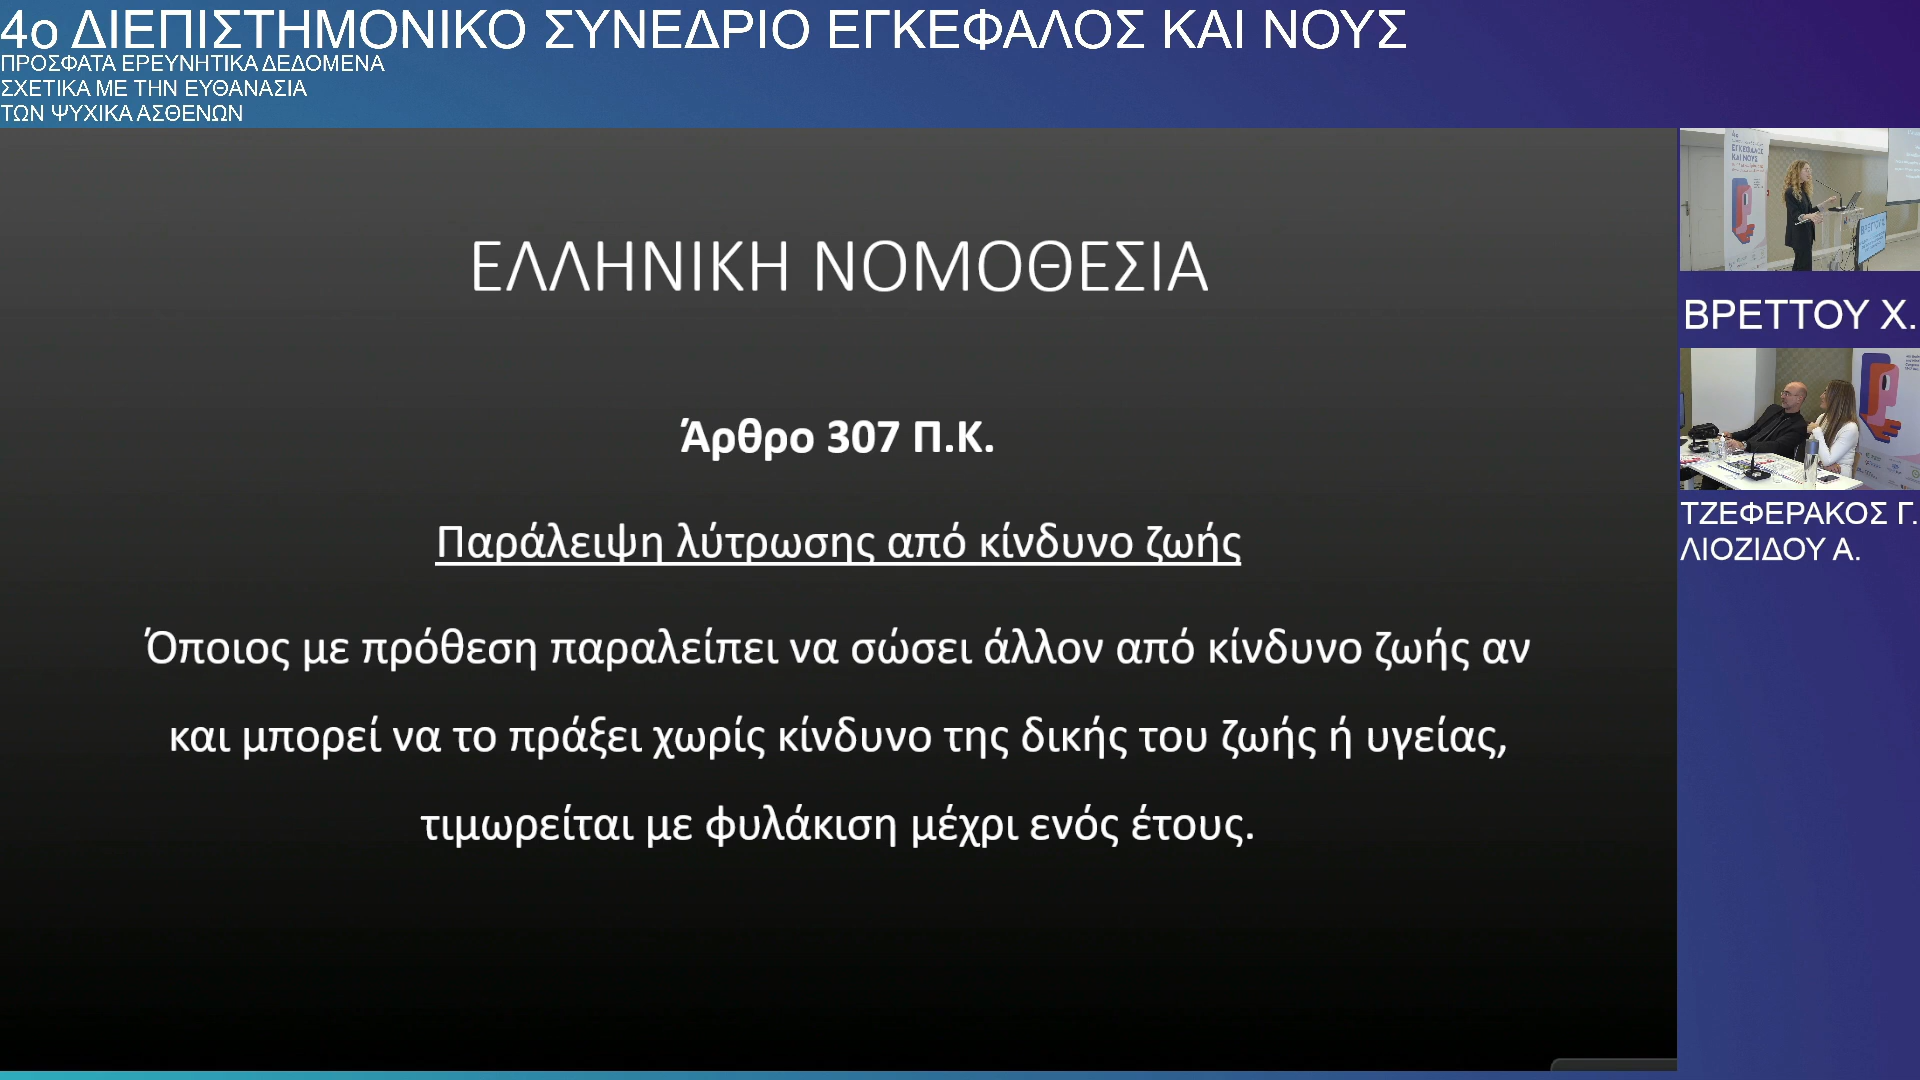 4ο ΔΙΕΠΙΣΤΗΜΟΝΙΚΟ ΣΥΝΕΔΡΙΟ ΕΓΚΕΦΑΛΟΣ ΚΑΙ ΝΟΥΣ
ΠΡΟΣΦΑΤΑ ΕΡΕΥΝΗΤΙΚΑ ΔΕΔΟΜΕΝΑ
ΣΧΕΤΙΚΑ ΜΕ ΤΗΝ ΕΥΘΑΝΑΣΙΑ
ΤΩΝ ΨΥΧΙΚΑ ΑΣΘΕΝΩΝ
ΕΛΛΗΝΙΚΗ ΝΟΜΟΘΕΣΙΑ
Άρθρο 307 Π.Κ.
Παράλειψη λύτρωσης από κίνδυνο ζωής
Όποιος με πρόθεση παραλείπει να σώσει άλλον από κίνδυνο ζωής αν
και μπορεί να το πράξει χωρίς κίνδυνο της δικής του ζωής ή υγείας,
τιμωρείται με φυλάκιση μέχρι ενός έτους.
ΕΓΚΕΦΑΛΟΣ
ΚΑΙ ΝΟΥΣ
ΒΡΕΤΤΟΥ Χ.
ΤΖΕΦΕΡΑΚΟΣ Γ.
ΛΙΟΖΙΔΟΥ Α.